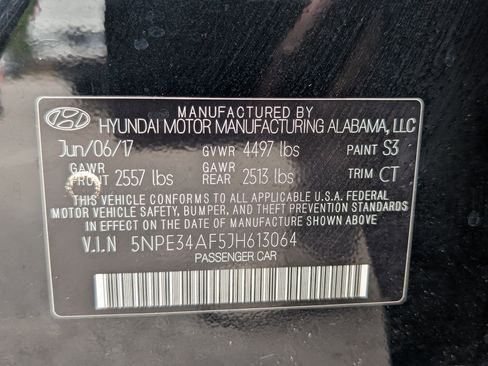 MANUFACTURED BY
HYUNDAI MOTOR MANUFACTURING ALABAMA, LLC
Jun/06/17 GVWR 4497 lbs PAINT S3
GAWR FRONT 2557 lbs GAWR REAR 2513 lbs TRIM CT
THIS VEHICLE CONFORMS TO ALL APPLICABLE U.S.A. FEDERAL
MOTOR VEHICLE SAFETY, BUMPER, AND THEFT PREVENTION STANDARDS
IN EFFECT ON THE DATE OF MANUFACTURE SHOWN ABOVE
V.I.N 5NPE34AF5JH613064
PASSENGER CAR